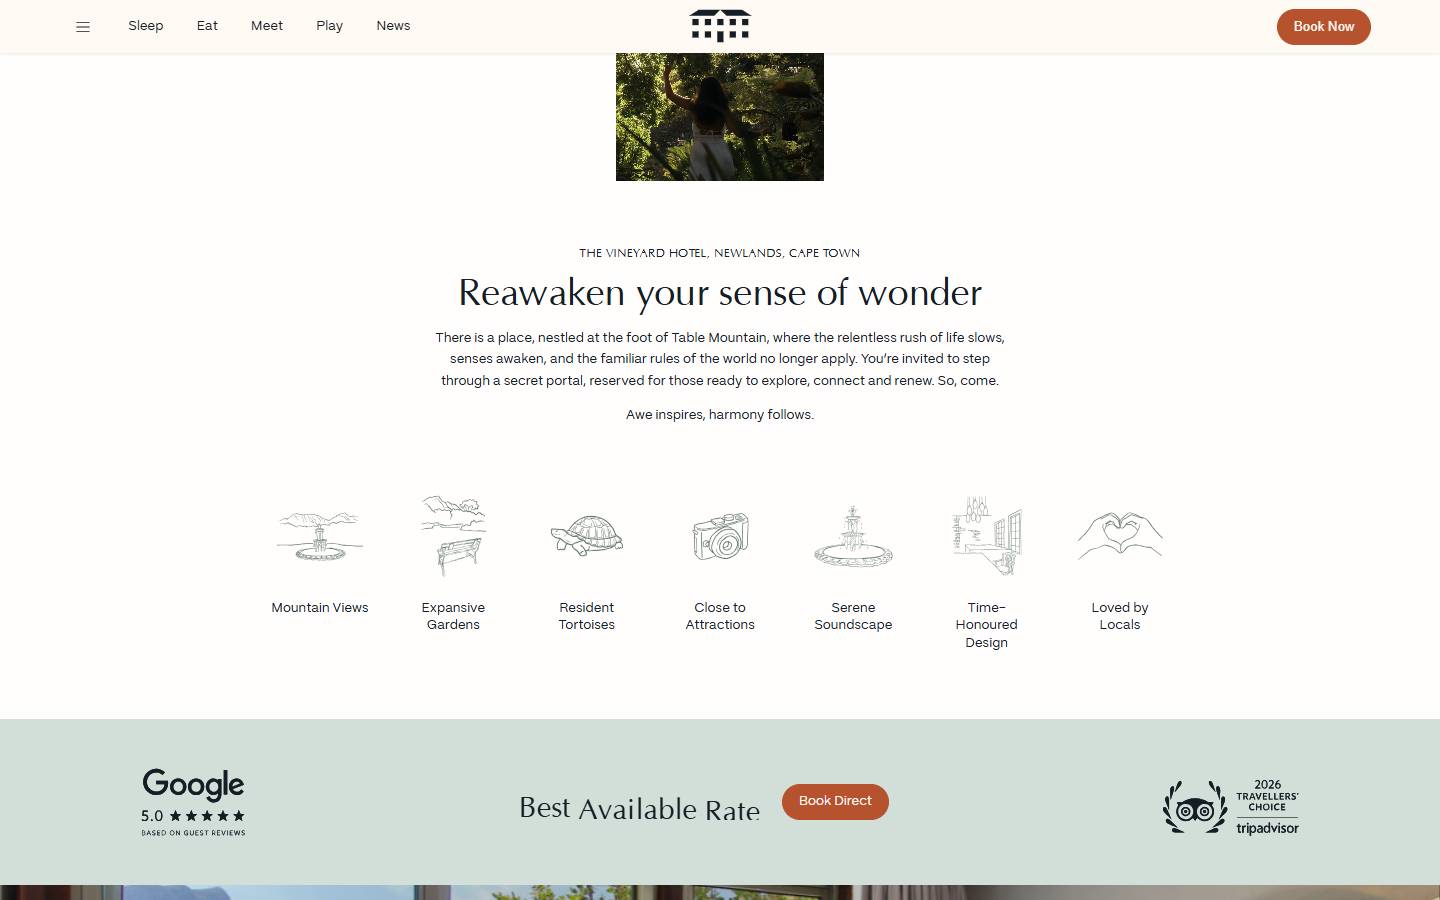 Sleep
Eat
Meet
Play
News
Book Now
THE VINEYARD HOTEL, NEWLANDS, CAPE TOWN
Reawaken your sense of wonder
There is a place, nestled at the foot of Table Mountain, where the relentless rush of life slows,
senses awaken, and the familiar rules of the world no longer apply. You’re invited to step
through a secret portal, reserved for those ready to explore, connect and renew. So, come.
Awe inspires, harmony follows.
Mountain Views
Expansive
Gardens
Resident
Tortoises
Close to
Attractions
Serene
Soundscape
Time-
Honoured
Design
Loved by
Locals
Google
5.0
BASED ON GUEST REVIEWS
Best Available Rate
Book Direct
2026
TRAVELLERS'
CHOICE
tripadvisor